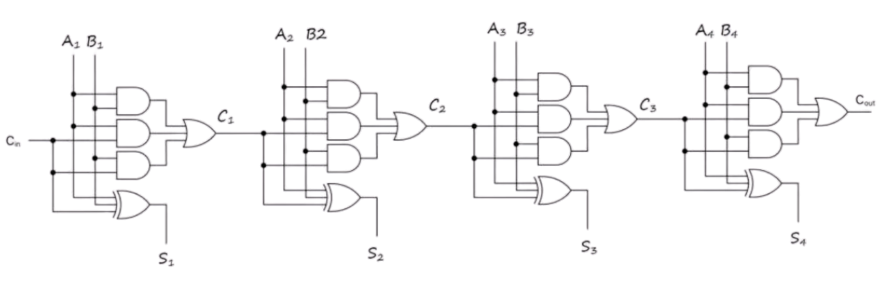 A1 B1 A2 B2 A3 B3 A4 B4
Cin C1 C2 C3 Cout
S1 S2 S3 S4